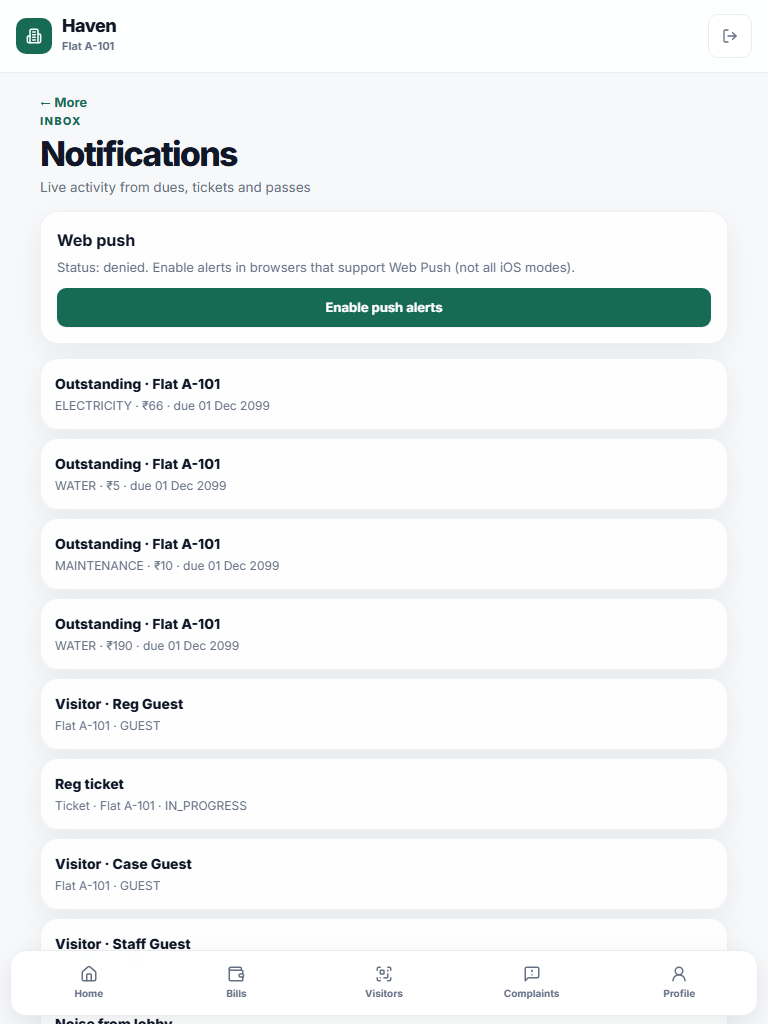 Haven
Flat A-101
← More
INBOX
Notifications
Live activity from dues, tickets and passes
Web push
Status: denied. Enable alerts in browsers that support Web Push (not all iOS modes).
Enable push alerts
Outstanding · Flat A-101
ELECTRICITY · ₹66 · due 01 Dec 2099
Outstanding · Flat A-101
WATER · ₹5 · due 01 Dec 2099
Outstanding · Flat A-101
MAINTENANCE · ₹10 · due 01 Dec 2099
Outstanding · Flat A-101
WATER · ₹190 · due 01 Dec 2099
Visitor · Reg Guest
Flat A-101 · GUEST
Reg ticket
Ticket · Flat A-101 · IN_PROGRESS
Visitor · Case Guest
Flat A-101 · GUEST
Visitor · Staff Guest
Home
Bills
Visitors
Complaints
Profile
Noise from lobby